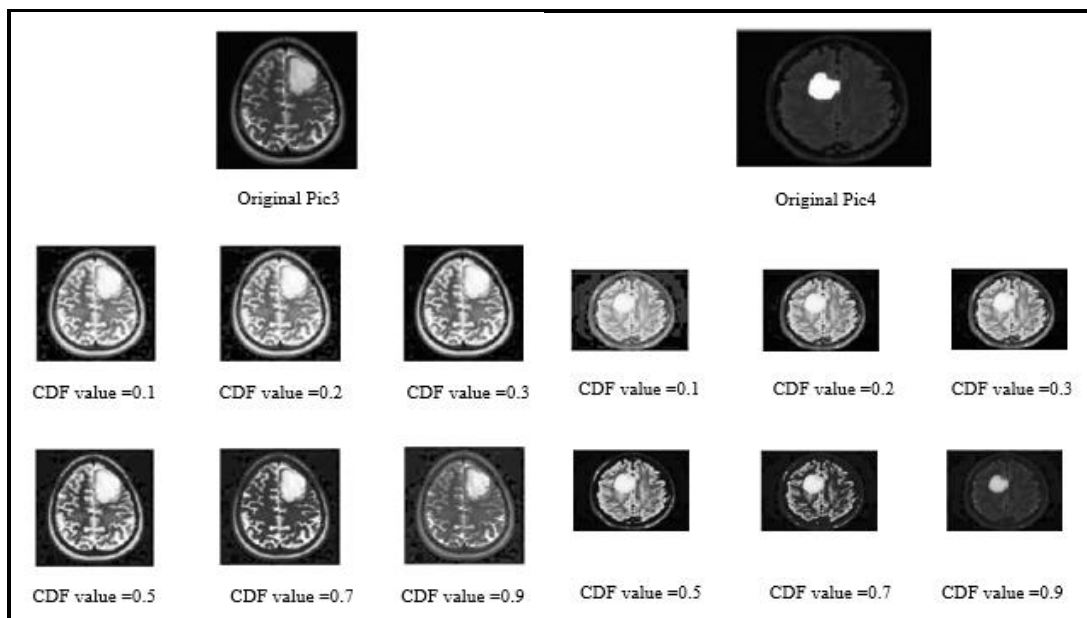 Original Pic3
Original Pic4
CDF value =0.1
CDF value =0.2
CDF value =0.3
CDF value =0.1
CDF value =0.2
CDF value =0.3
CDF value =0.5
CDF value =0.7
CDF value =0.9
CDF value =0.5
CDF value =0.7
CDF value =0.9